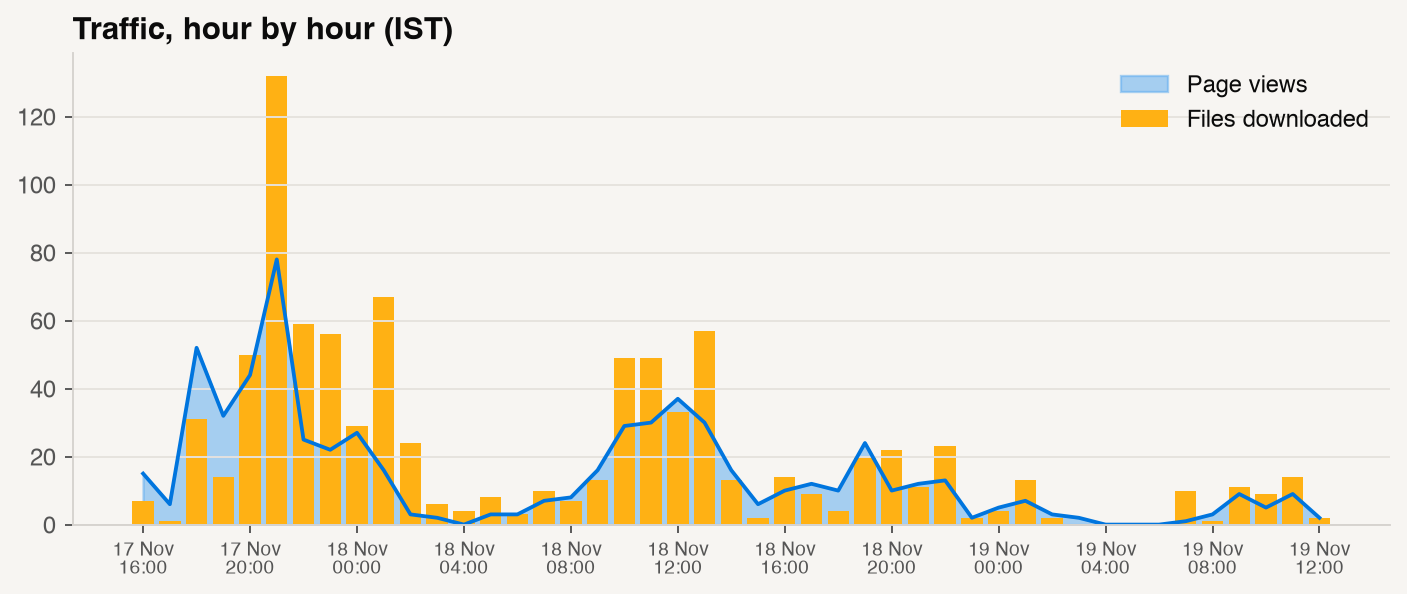 Traffic, hour by hour (IST)
Page views
Files downloaded
120
100
80
60
40
20
0
17 Nov 17 Nov 18 Nov 18 Nov 18 Nov 18 Nov 18 Nov 18 Nov 19 Nov 19 Nov 19 Nov 19 Nov
16:00 20:00 00:00 04:00 08:00 12:00 16:00 20:00 00:00 04:00 08:00 12:00